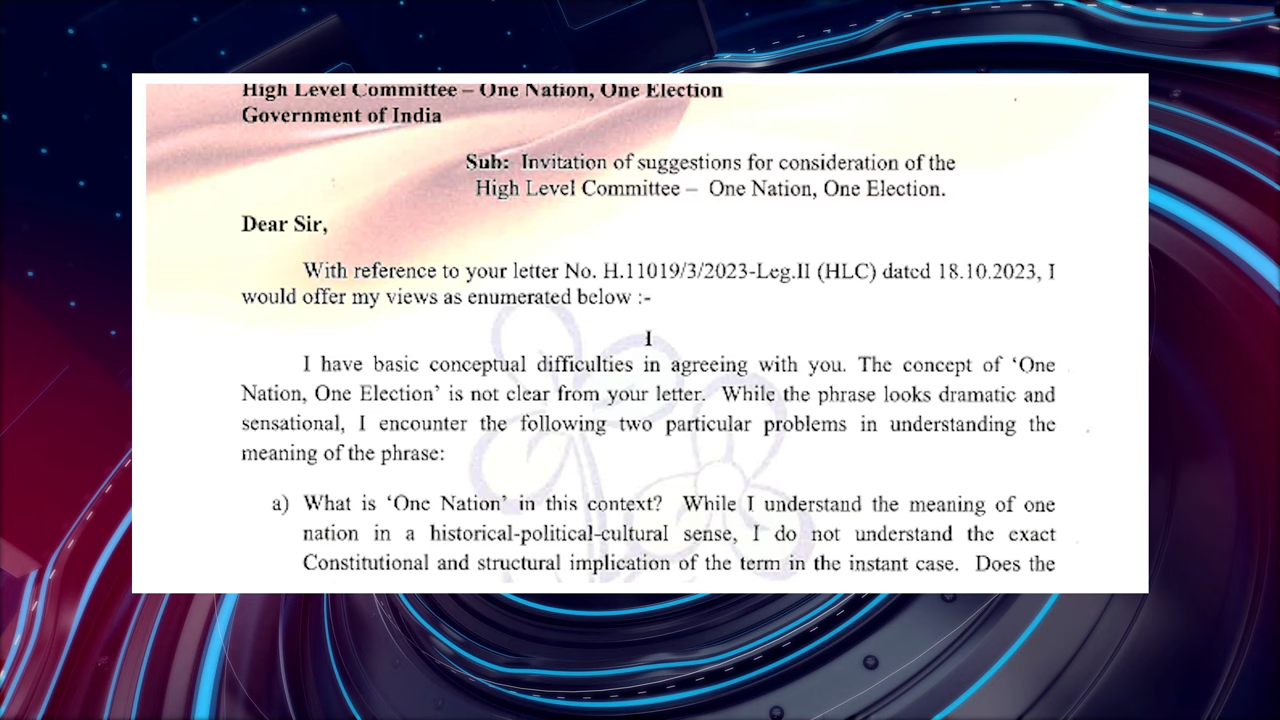 High Level Committee – One Nation, One Election
Government of India
Sub: Invitation of suggestions for consideration of the
High Level Committee – One Nation, One Election.
Dear Sir,
With reference to your letter No. H.11019/3/2023-Leg.II (HLC) dated 18.10.2023, I
would offer my views as enumerated below :-
I
I have basic conceptual difficulties in agreeing with you. The concept of ‘One
Nation, One Election’ is not clear from your letter. While the phrase looks dramatic and
sensational, I encounter the following two particular problems in understanding the
meaning of the phrase:
a) What is ‘One Nation’ in this context? While I understand the meaning of one
nation in a historical-political-cultural sense, I do not understand the exact
Constitutional and structural implication of the term in the instant case. Does the